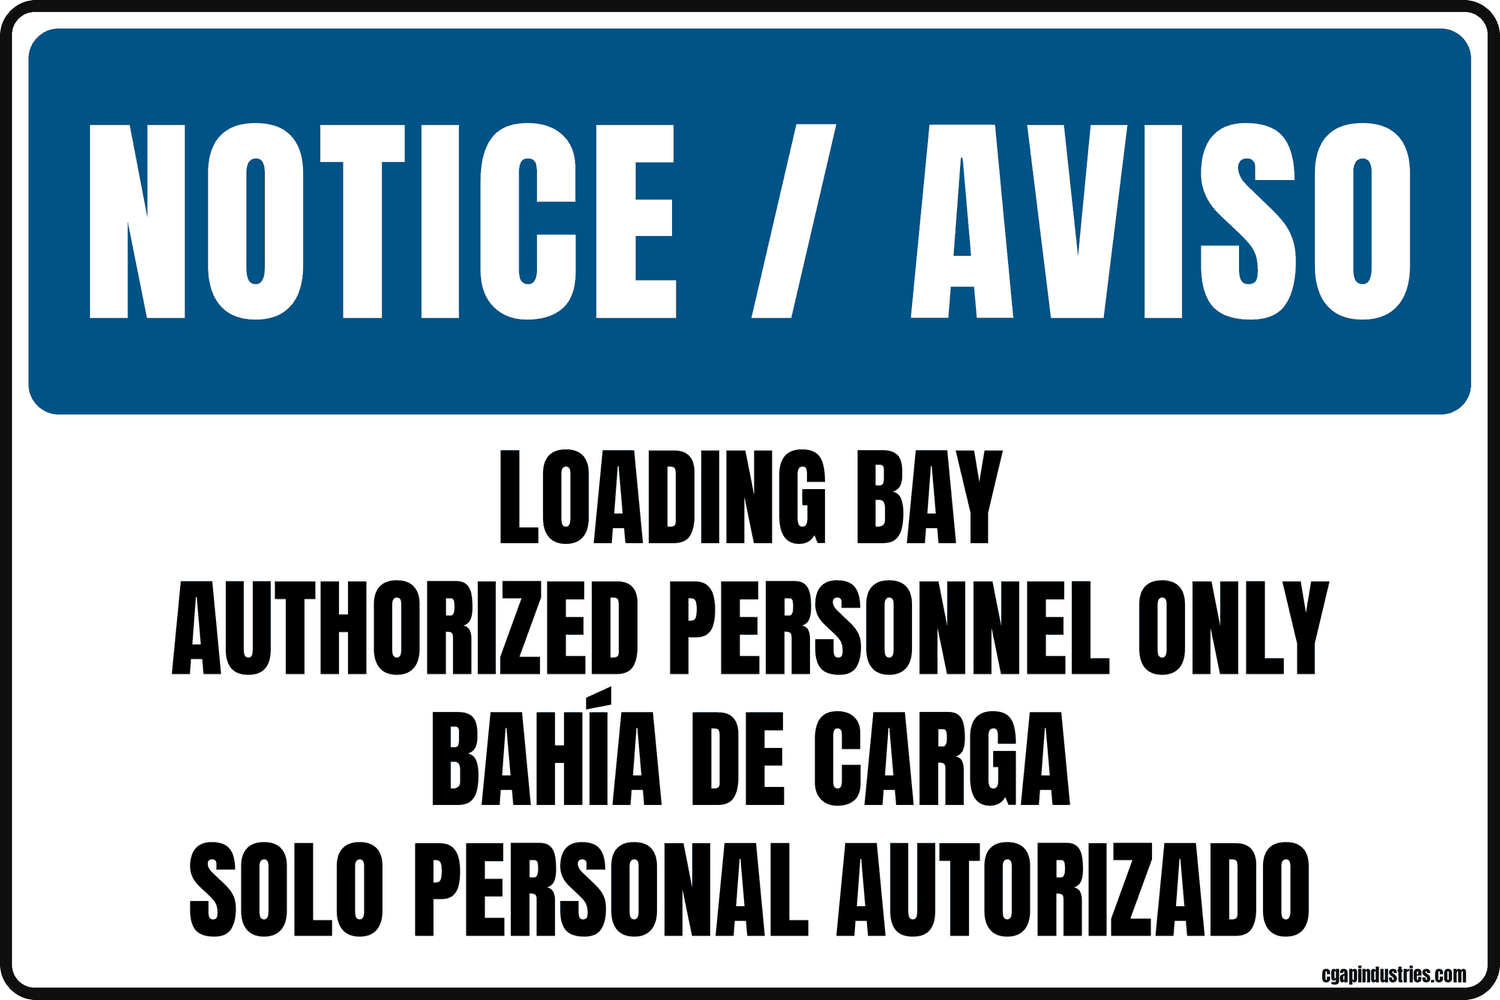 NOTICE / AVISO
LOADING BAY
AUTHORIZED PERSONNEL ONLY
BAHÍA DE CARGA
SOLO PERSONAL AUTORIZADO
cgapindustries.com